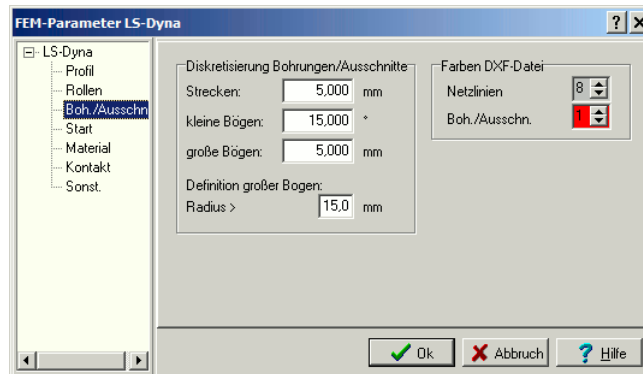 FEM-Parameter LS-Dyna
LS-Dyna
Profil
Rollen
Boh./Ausschn
Start
Material
Kontakt
Sonst.
Diskretisierung Bohrungen/Ausschnitte
Strecken: 5,000 mm
kleine Bögen: 15,000 °
große Bögen: 5,000 mm
Definition großer Bogen:
Radius > 15,0 mm
Farben DXF-Datei
Netzlinien 8
Boh./Ausschn. 1
Ok
Abbruch
Hilfe